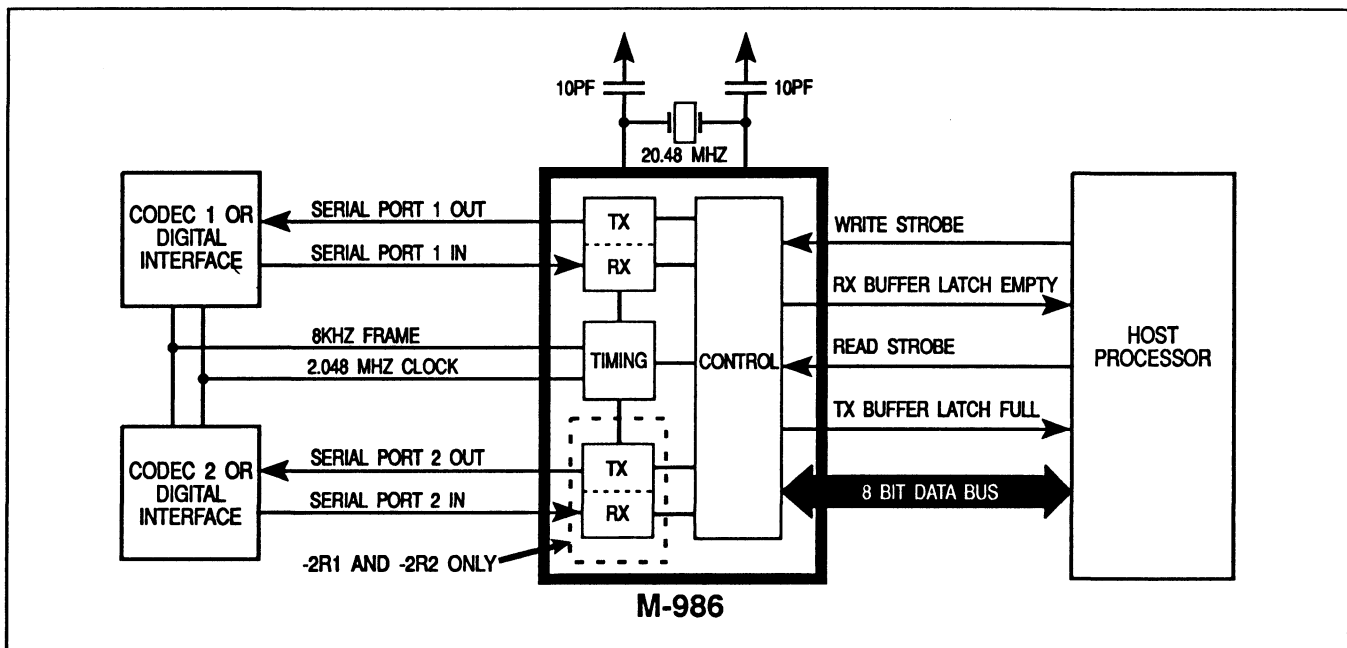 10PF
10PF
20.48 MHZ
CODEC 1 OR
DIGITAL
INTERFACE
SERIAL PORT 1 OUT
SERIAL PORT 1 IN
TX
RX
8KHZ FRAME
2.048 MHZ CLOCK
TIMING
CONTROL
WRITE STROBE
RX BUFFER LATCH EMPTY
READ STROBE
TX BUFFER LATCH FULL
8 BIT DATA BUS
HOST
PROCESSOR
CODEC 2 OR
DIGITAL
INTERFACE
SERIAL PORT 2 OUT
SERIAL PORT 2 IN
TX
RX
-2R1 AND -2R2 ONLY
M-986